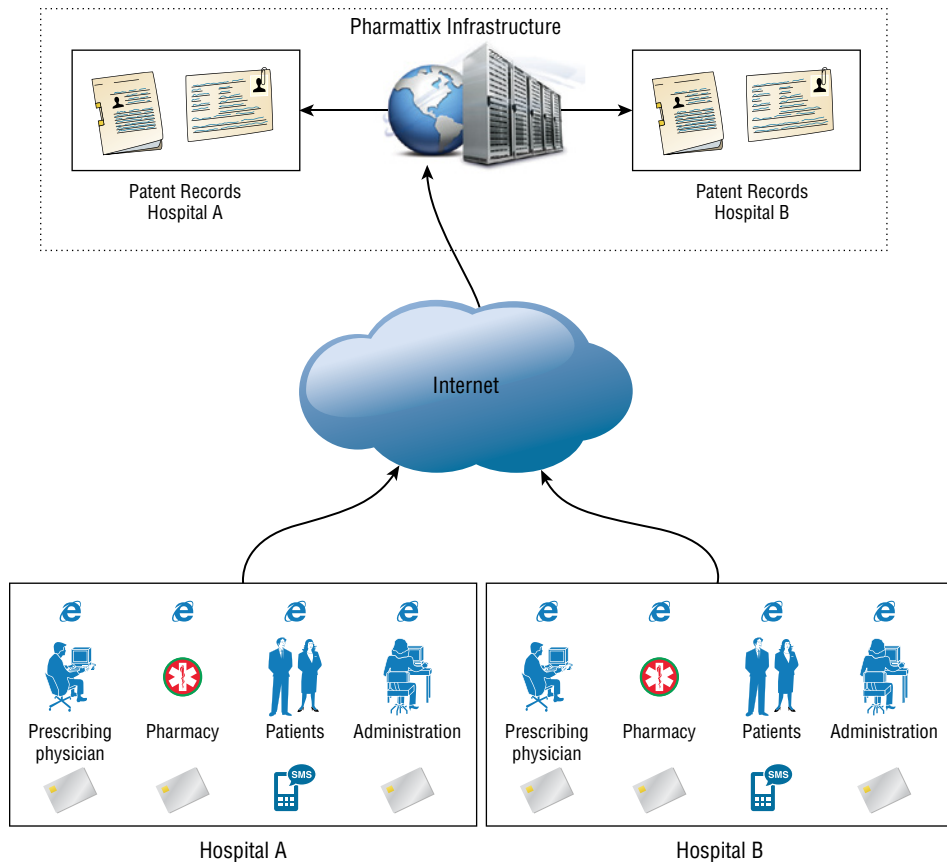 Pharmattix Infrastructure
Patent Records
Hospital A
Patent Records
Hospital B
Internet
Prescribing
physician
Pharmacy
Patients
Administration
SMS
Hospital A
Prescribing
physician
Pharmacy
Patients
Administration
SMS
Hospital B